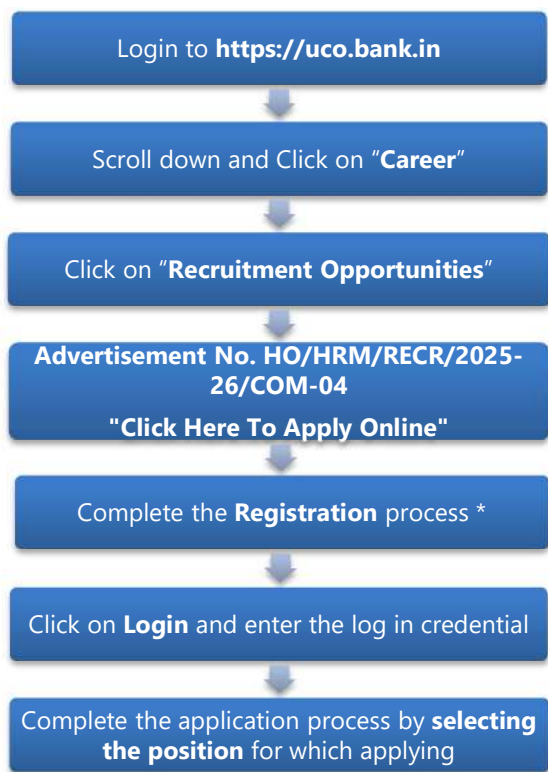 Login to https://uco.bank.in
Scroll down and Click on “Career”
Click on “Recruitment Opportunities”
Advertisement No. HO/HRM/RECR/2025-
26/COM-04
"Click Here To Apply Online"
Complete the Registration process *
Click on Login and enter the log in credential
Complete the application process by selecting
the position for which applying